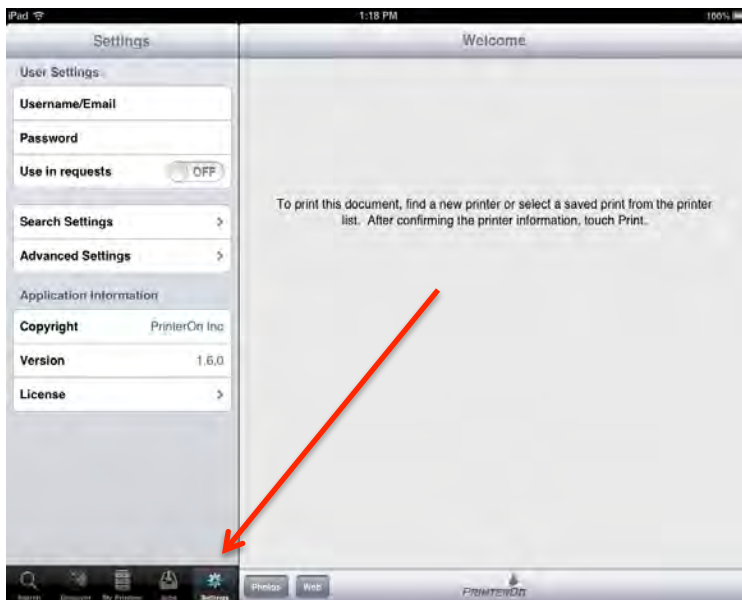 iPad 1:18 PM 100%
Settings
User Settings
Username/Email
Password
Use in requests OFF
Search Settings
Advanced Settings
Application Information
Copyright PrinterOn Inc
Version 1.6.0
License
Welcome
To print this document, find a new printer or select a saved print from the printer
list. After confirming the printer information, touch Print.
Search Discover My Printers Jobs Settings
Photos Web
PRINTERON